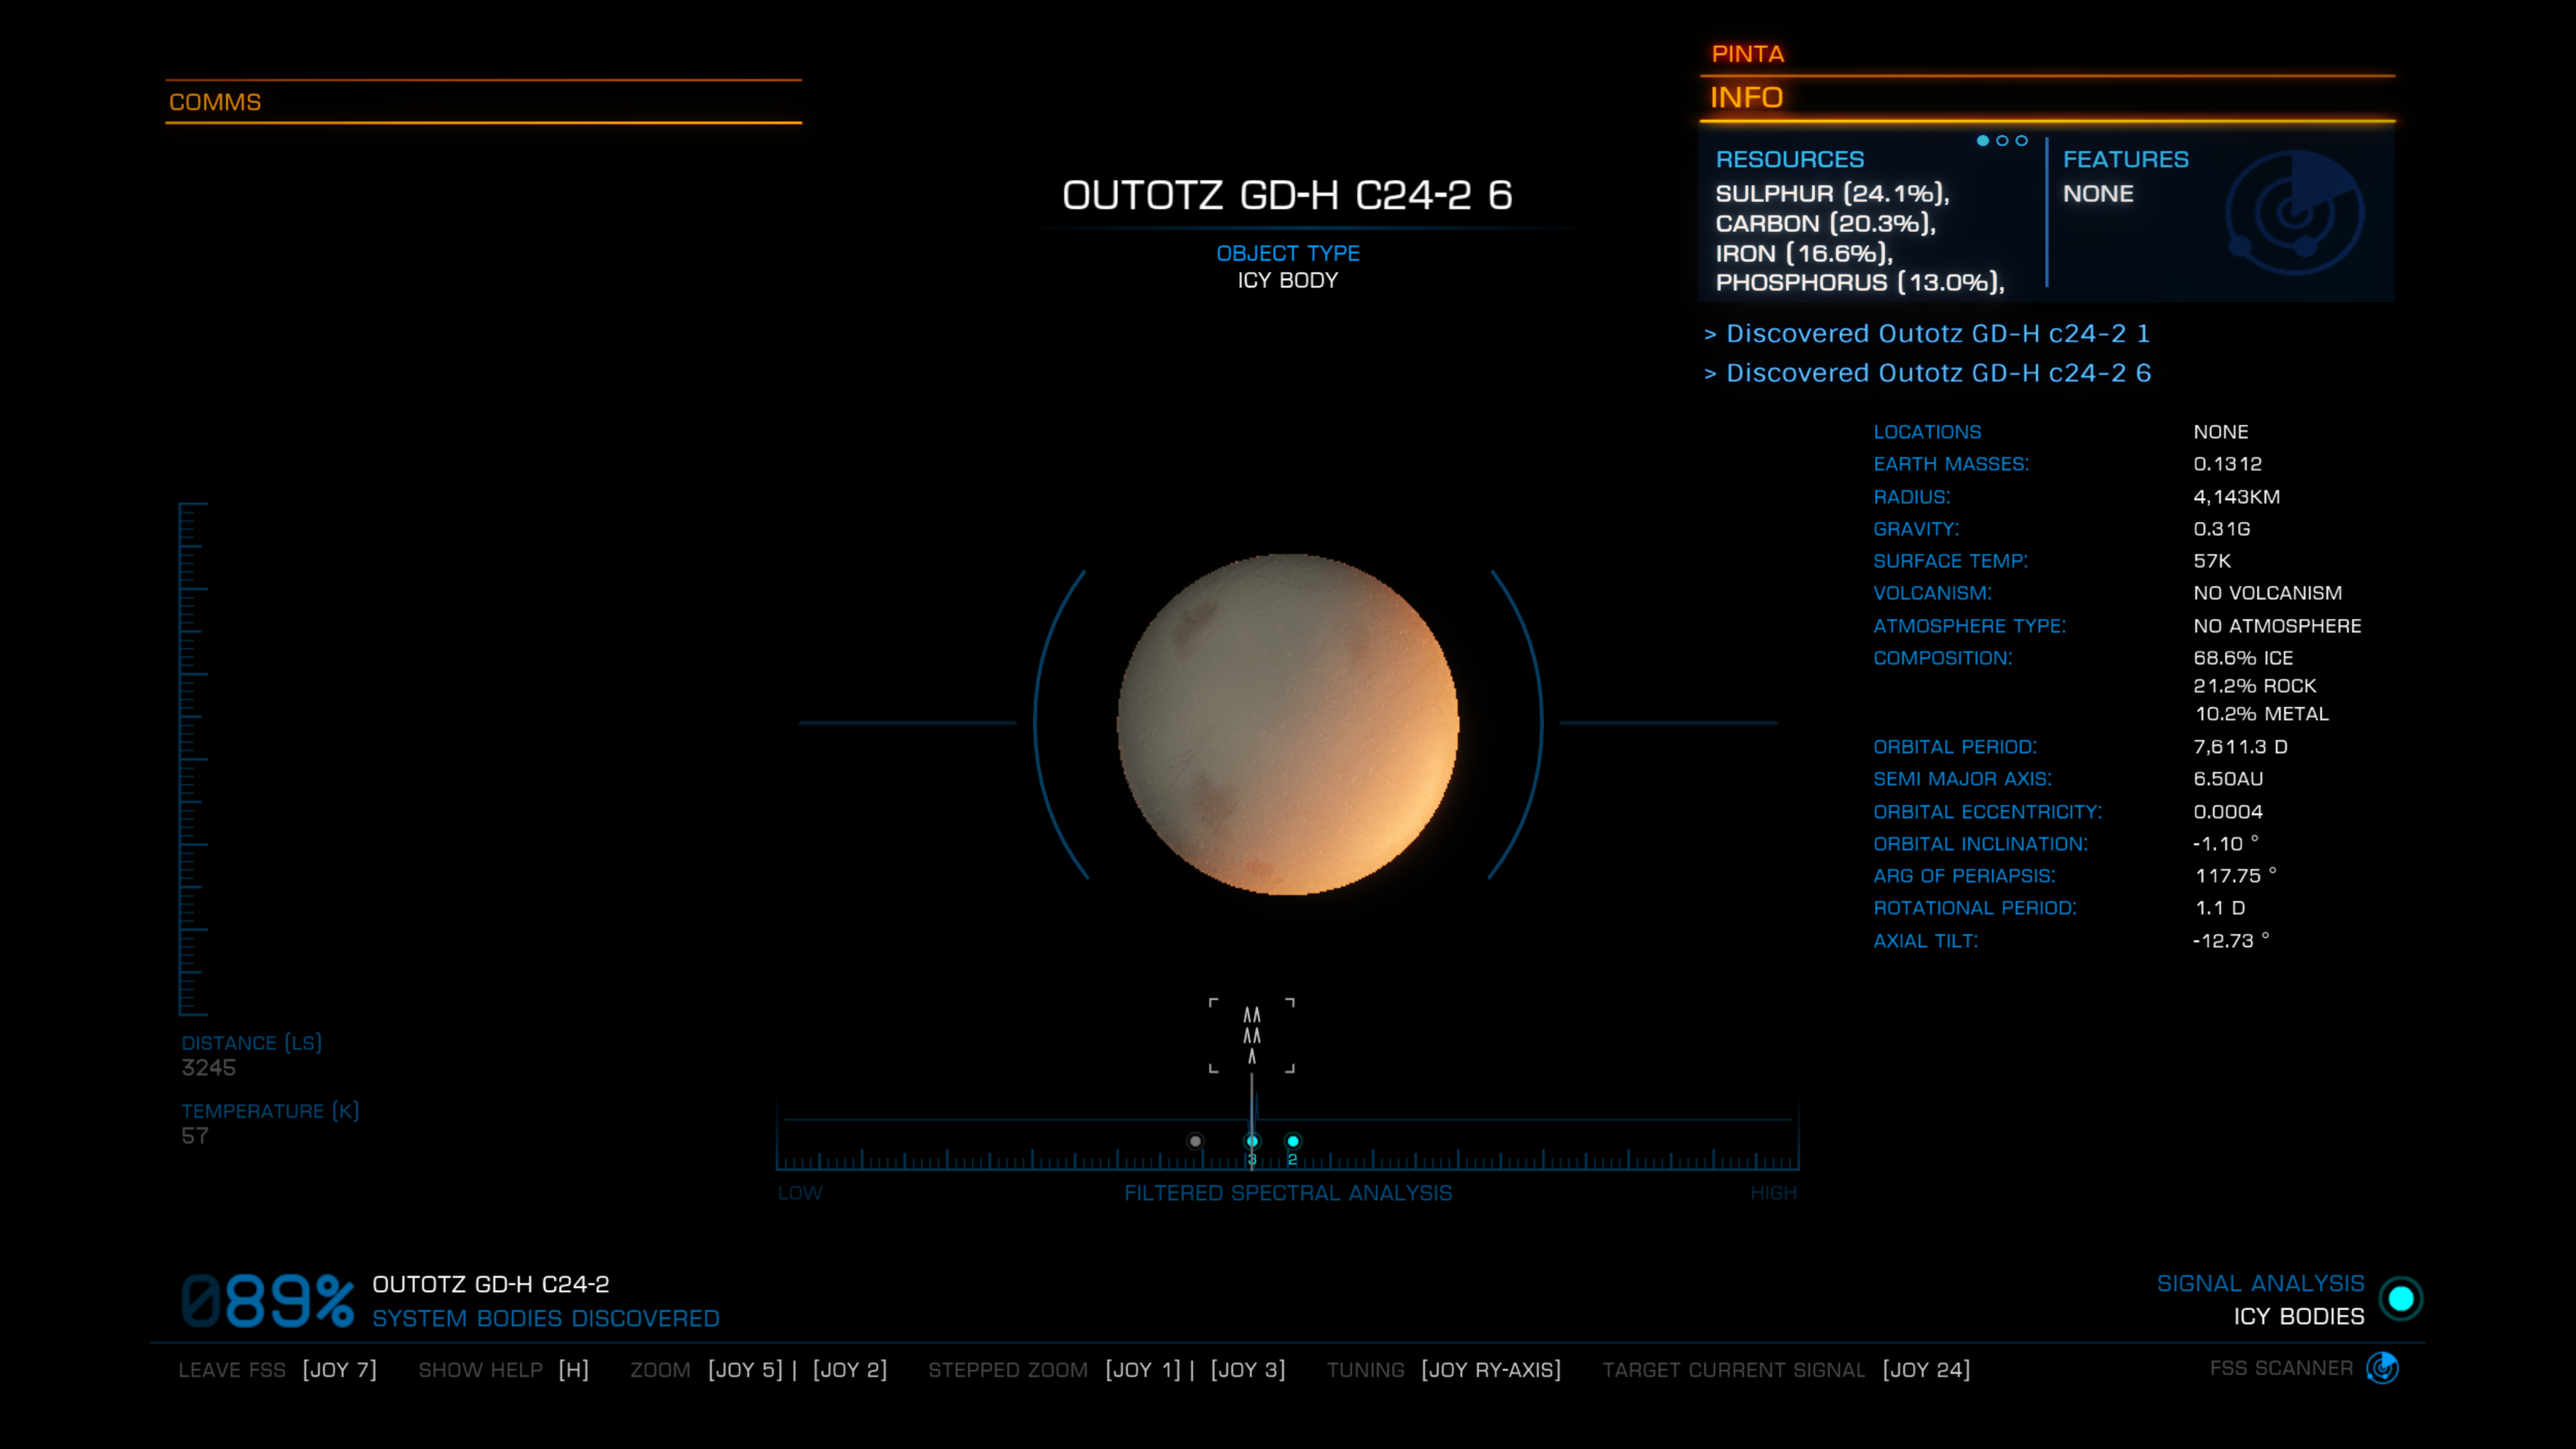 PINTA
COMMS
INFO
RESOURCES
SULPHUR (24.1%),
CARBON (20.3%),
IRON (16.6%),
PHOSPHORUS (13.0%),
FEATURES
NONE
OUTOTZ GD-H C24-2 6
OBJECT TYPE
ICY BODY
> Discovered Outotz GD-H c24-2 1
> Discovered Outotz GD-H c24-2 6
LOCATIONS NONE
EARTH MASSES: 0.1312
RADIUS: 4,143KM
GRAVITY: 0.31G
SURFACE TEMP: 57K
VOLCANISM: NO VOLCANISM
ATMOSPHERE TYPE: NO ATMOSPHERE
COMPOSITION: 68.6% ICE
21.2% ROCK
10.2% METAL
ORBITAL PERIOD: 7,611.3 D
SEMI MAJOR AXIS: 6.50AU
ORBITAL ECCENTRICITY: 0.0004
ORBITAL INCLINATION: -1.10 °
ARG OF PERIAPSIS: 117.75 °
ROTATIONAL PERIOD: 1.1 D
AXIAL TILT: -12.73 °
DISTANCE (LS)
3245
TEMPERATURE (K)
57
3 2
LOW FILTERED SPECTRAL ANALYSIS HIGH
089%
OUTOTZ GD-H C24-2
SYSTEM BODIES DISCOVERED
SIGNAL ANALYSIS
ICY BODIES
LEAVE FSS [JOY 7] SHOW HELP [H] ZOOM [JOY 5] | [JOY 2] STEPPED ZOOM [JOY 1] | [JOY 3] TUNING [JOY RY-AXIS] TARGET CURRENT SIGNAL [JOY 24] FSS SCANNER